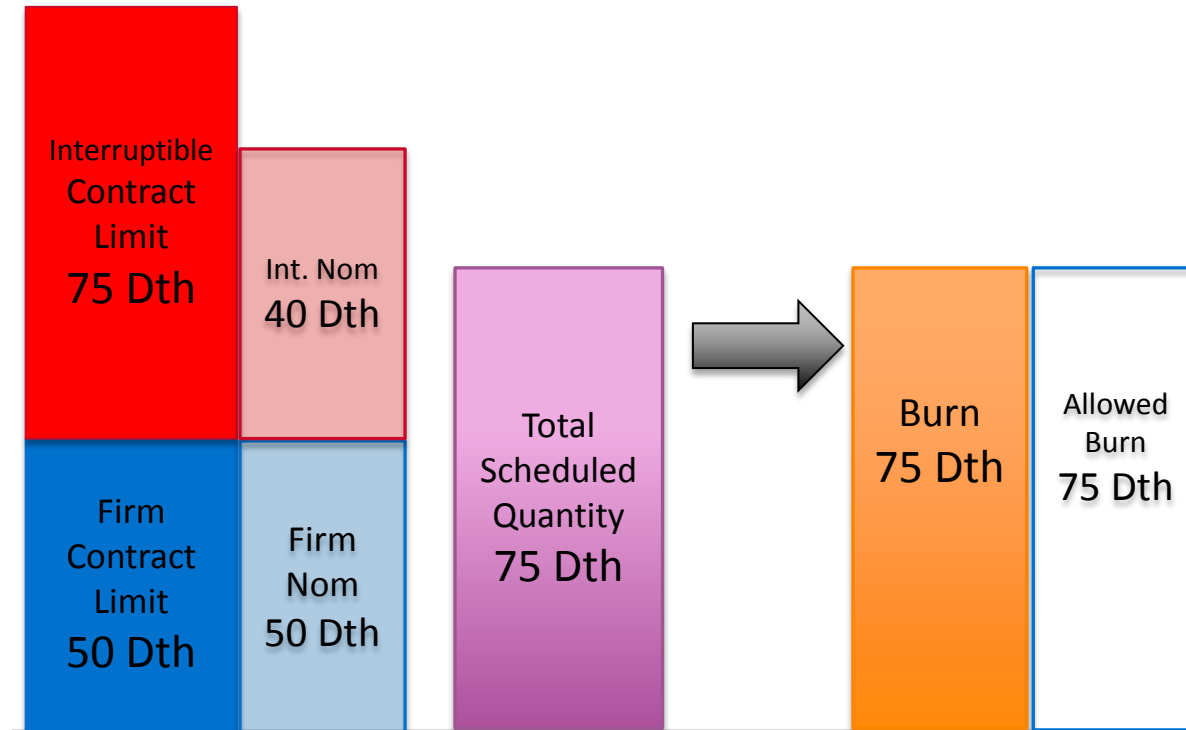 Interruptible
Contract
Limit
75 Dth
Int. Nom
40 Dth
Firm
Contract
Limit
50 Dth
Firm
Nom
50 Dth
Total
Scheduled
Quantity
75 Dth
Burn
75 Dth
Allowed
Burn
75 Dth